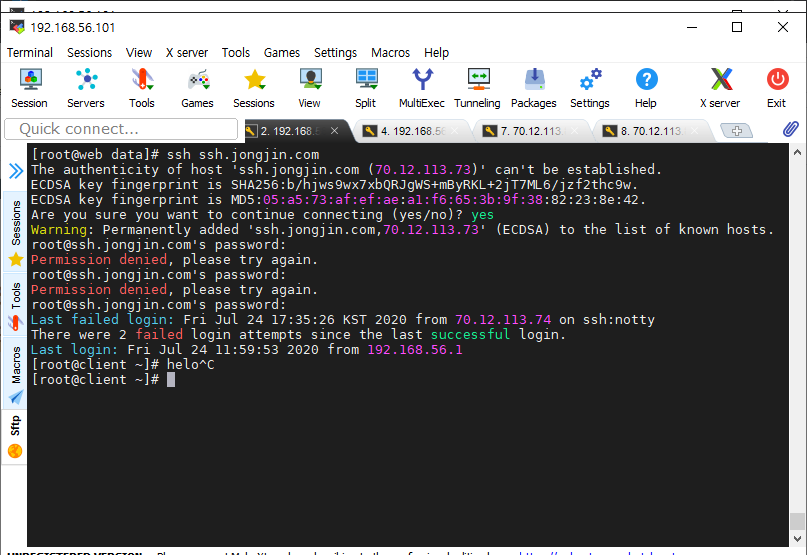 192.168.56.101
Terminal Sessions View X server Tools Games Settings Macros Help
Session Servers Tools Games Sessions View Split MultiExec Tunneling Packages Settings Help X server Exit
Quick connect...
2. 192.168.5
4. 192.168.56
7. 70.12.113
8. 70.12.113
Sessions
Tools
Macros
Sftp
[root@web data]# ssh ssh.jongjin.com
The authenticity of host 'ssh.jongjin.com (70.12.113.73)' can't be established.
ECDSA key fingerprint is SHA256:b/hjws9wx7xbQRJgWS+mByRKL+2jT7ML6/jzf2thc9w.
ECDSA key fingerprint is MD5:05:a5:73:af:ef:ae:a1:f6:65:3b:9f:38:82:23:8e:42.
Are you sure you want to continue connecting (yes/no)? yes
Warning: Permanently added 'ssh.jongjin.com,70.12.113.73' (ECDSA) to the list of known hosts.
root@ssh.jongjin.com's password:
Permission denied, please try again.
root@ssh.jongjin.com's password:
Permission denied, please try again.
root@ssh.jongjin.com's password:
Last failed login: Fri Jul 24 17:35:26 KST 2020 from 70.12.113.74 on ssh:notty
There were 2 failed login attempts since the last successful login.
Last login: Fri Jul 24 11:59:53 2020 from 192.168.56.1
[root@client ~]# helo^C
[root@client ~]#